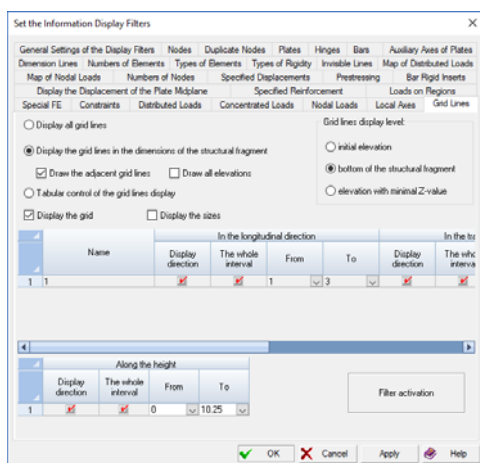 Set the Information Display Filters
General Settings of the Display Filters Nodes Duplicate Nodes Plates Hinges Bars Auxiliary Axes of Plates
Dimension Lines Numbers of Elements Types of Elements Types of Rigidity Invisible Lines Map of Distributed Loads
Map of Nodal Loads Numbers of Nodes Specified Displacements Prestressing Bar Rigid Inserts
Display the Displacement of the Plate Midplane Specified Reinforcement Loads on Regions
Special FE Constraints Distributed Loads Concentrated Loads Nodal Loads Local Axes Grid Lines
Display all grid lines
Grid lines display level:
Display the grid lines in the dimensions of the structural fragment
initial elevation
Draw the adjacent grid lines Draw all elevations
bottom of the structural fragment
Tabular control of the grid lines display
elevation with minimal Z-value
Display the grid Display the sizes
In the longitudinal direction In the tra
Name Display direction The whole interval From To Display direction The whc interva
1 1 1 3
Along the height
Display direction The whole interval From To
1 0 10.25
Filter activation
OK Cancel Apply Help